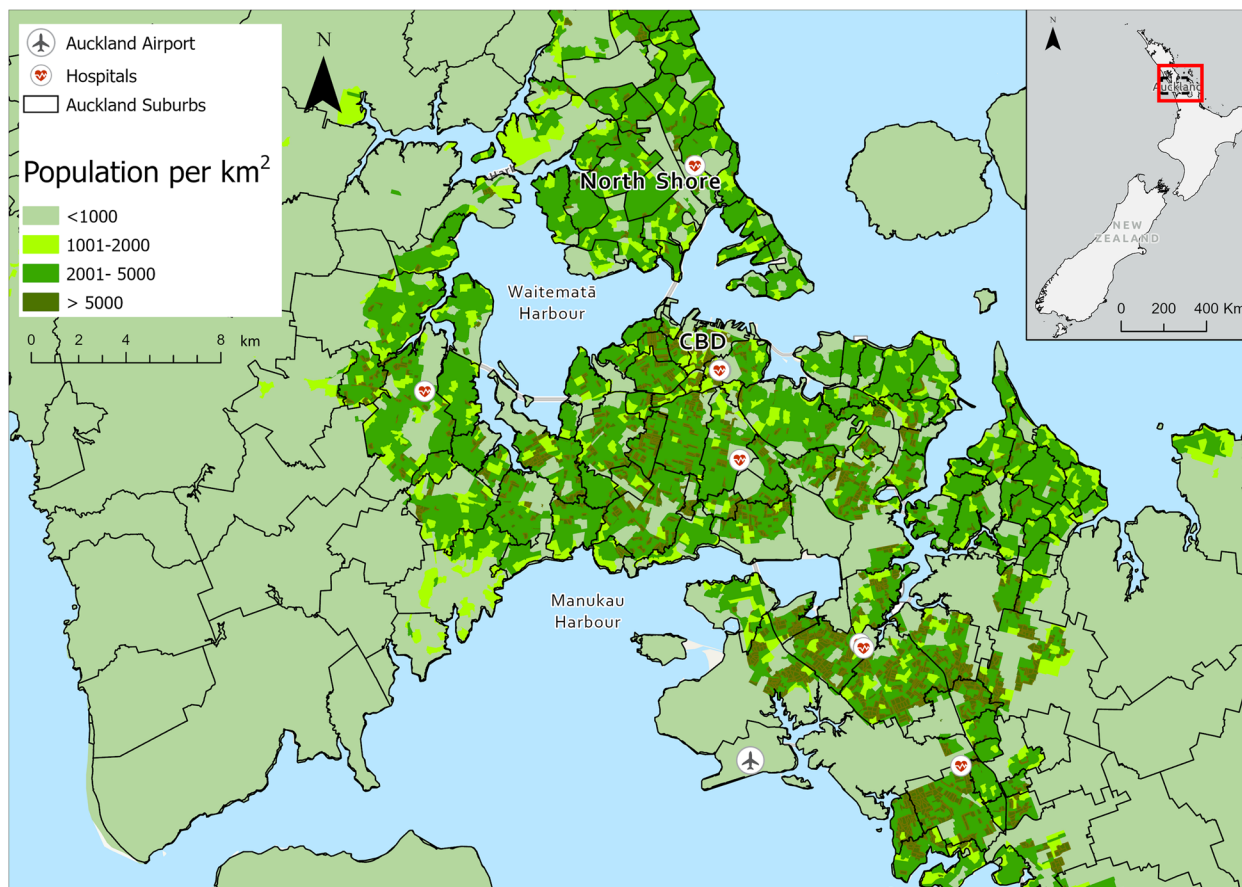 Auckland Airport
Hospitals
Auckland Suburbs
Population per km²
<1000
1001-2000
2001- 5000
> 5000
0 2 4 8 km
N
North Shore
Waitematā
Harbour
CBD
Manukau
Harbour
N
Auckland
NEW
ZEALAND
0 200 400 Km